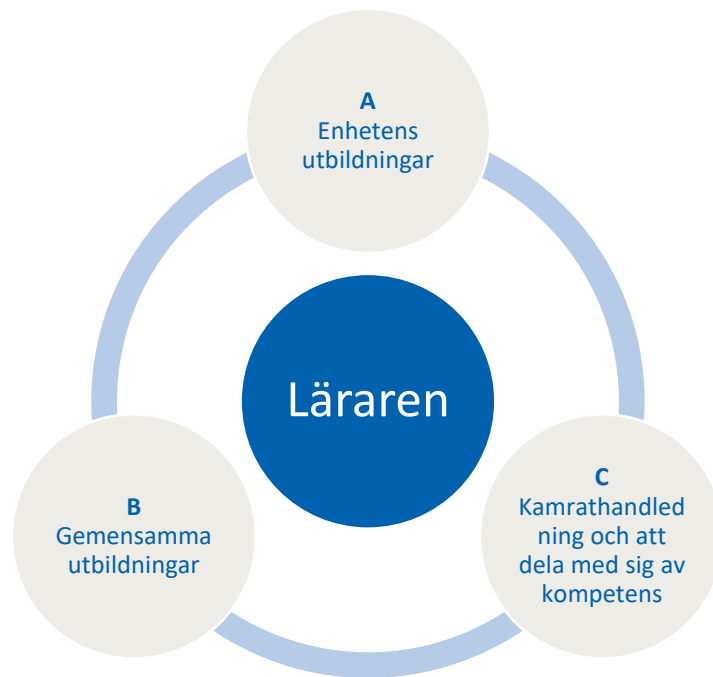 A
Enhetens
utbildningar
Läraren
B
Gemensamma
utbildningar
C
Kamrathandled
ning och att
dela med sig av
kompetens